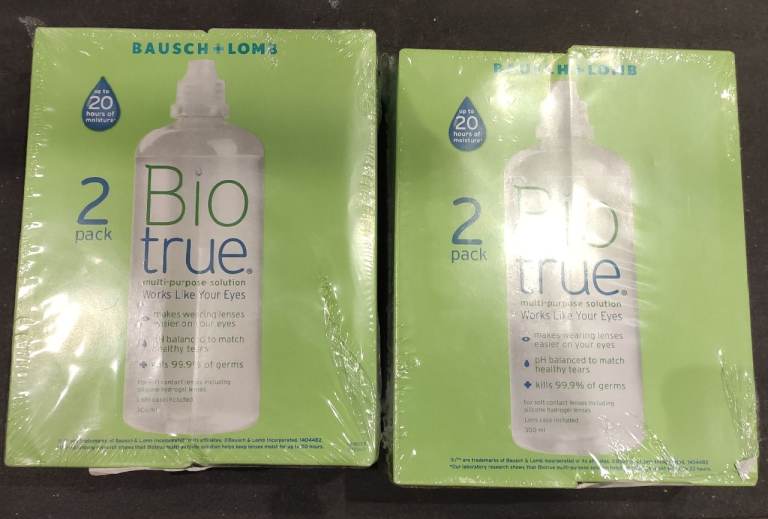 BAUSCH + LOMB
up to
20
hours of
moisture*
2
pack
Bio
true®
multi-purpose solution
Works Like Your Eyes
makes wearing lenses
easier on your eyes
pH balanced to match
healthy tears
kills 99.9% of germs
For soft contact lenses including
silicone hydrogel lenses
Lens case included
300 ml
BAUSCH + LOMB
up to
20
hours of
moisture*
2
pack
Bio
true®
multi-purpose solution
Works Like Your Eyes
makes wearing lenses
easier on your eyes
pH balanced to match
healthy tears
kills 99.9% of germs
For soft contact lenses including
silicone hydrogel lenses
Lens case included
300 ml